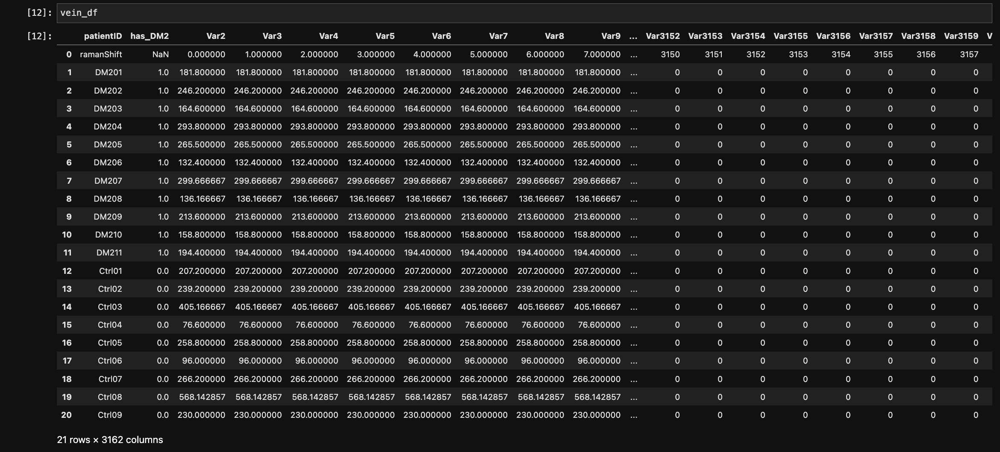 [12]: vein_df
[12]: patientID has_DM2 Var2 Var3 Var4 Var5 Var6 Var7 Var8 Var9 ... Var3152 Var3153 Var3154 Var3155 Var3156 Var3157 Var3158 Var3159 V
0 ramanShift NaN 0.000000 1.000000 2.000000 3.000000 4.000000 5.000000 6.000000 7.000000 ... 3150 3151 3152 3153 3154 3155 3156 3157
1 DM201 1.0 181.800000 181.800000 181.800000 181.800000 181.800000 181.800000 181.800000 181.800000 ... 0 0 0 0 0 0 0 0
2 DM202 1.0 246.200000 246.200000 246.200000 246.200000 246.200000 246.200000 246.200000 246.200000 ... 0 0 0 0 0 0 0 0
3 DM203 1.0 164.600000 164.600000 164.600000 164.600000 164.600000 164.600000 164.600000 164.600000 ... 0 0 0 0 0 0 0 0
4 DM204 1.0 293.800000 293.800000 293.800000 293.800000 293.800000 293.800000 293.800000 293.800000 ... 0 0 0 0 0 0 0 0
5 DM205 1.0 265.500000 265.500000 265.500000 265.500000 265.500000 265.500000 265.500000 265.500000 ... 0 0 0 0 0 0 0 0
6 DM206 1.0 132.400000 132.400000 132.400000 132.400000 132.400000 132.400000 132.400000 132.400000 ... 0 0 0 0 0 0 0 0
7 DM207 1.0 299.666667 299.666667 299.666667 299.666667 299.666667 299.666667 299.666667 299.666667 ... 0 0 0 0 0 0 0 0
8 DM208 1.0 136.166667 136.166667 136.166667 136.166667 136.166667 136.166667 136.166667 136.166667 ... 0 0 0 0 0 0 0 0
9 DM209 1.0 213.600000 213.600000 213.600000 213.600000 213.600000 213.600000 213.600000 213.600000 ... 0 0 0 0 0 0 0 0
10 DM210 1.0 158.800000 158.800000 158.800000 158.800000 158.800000 158.800000 158.800000 158.800000 ... 0 0 0 0 0 0 0 0
11 DM211 1.0 194.400000 194.400000 194.400000 194.400000 194.400000 194.400000 194.400000 194.400000 ... 0 0 0 0 0 0 0 0
12 Ctrl01 0.0 207.200000 207.200000 207.200000 207.200000 207.200000 207.200000 207.200000 207.200000 ... 0 0 0 0 0 0 0 0
13 Ctrl02 0.0 239.200000 239.200000 239.200000 239.200000 239.200000 239.200000 239.200000 239.200000 ... 0 0 0 0 0 0 0 0
14 Ctrl03 0.0 405.166667 405.166667 405.166667 405.166667 405.166667 405.166667 405.166667 405.166667 ... 0 0 0 0 0 0 0 0
15 Ctrl04 0.0 76.600000 76.600000 76.600000 76.600000 76.600000 76.600000 76.600000 76.600000 ... 0 0 0 0 0 0 0 0
16 Ctrl05 0.0 258.800000 258.800000 258.800000 258.800000 258.800000 258.800000 258.800000 258.800000 ... 0 0 0 0 0 0 0 0
17 Ctrl06 0.0 96.000000 96.000000 96.000000 96.000000 96.000000 96.000000 96.000000 96.000000 ... 0 0 0 0 0 0 0 0
18 Ctrl07 0.0 266.200000 266.200000 266.200000 266.200000 266.200000 266.200000 266.200000 266.200000 ... 0 0 0 0 0 0 0 0
19 Ctrl08 0.0 568.142857 568.142857 568.142857 568.142857 568.142857 568.142857 568.142857 568.142857 ... 0 0 0 0 0 0 0 0
20 Ctrl09 0.0 230.000000 230.000000 230.000000 230.000000 230.000000 230.000000 230.000000 230.000000 ... 0 0 0 0 0 0 0 0
21 rows × 3162 columns